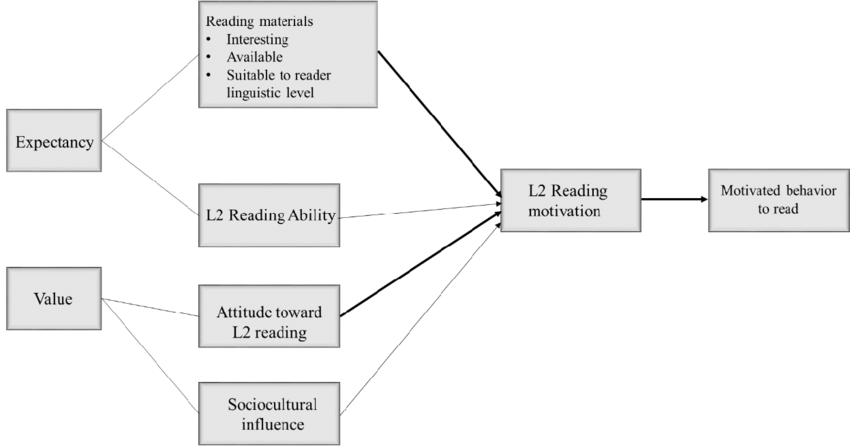 Reading materials
• Interesting
• Available
• Suitable to reader
linguistic level
Expectancy
L2 Reading Ability
L2 Reading
motivation
Motivated behavior
to read
Value
Attitude toward
L2 reading
Sociocultural
influence